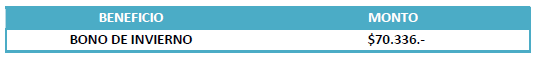 BENEFICIO MONTO
BONO DE INVIERNO $70.336.-